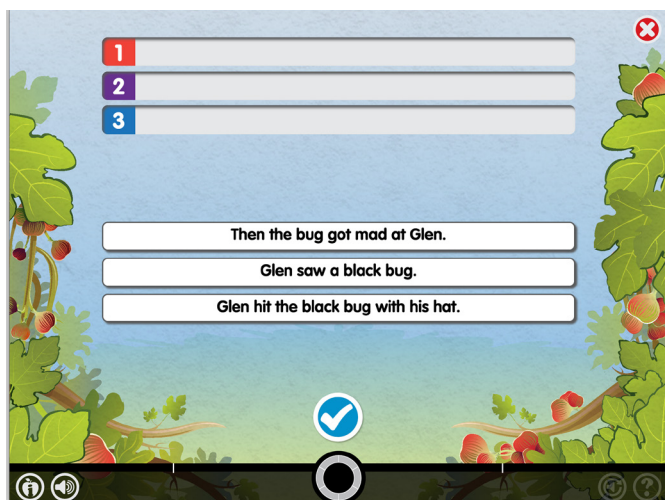 1
2
3
Then the bug got mad at Glen.
Glen saw a black bug.
Glen hit the black bug with his hat.